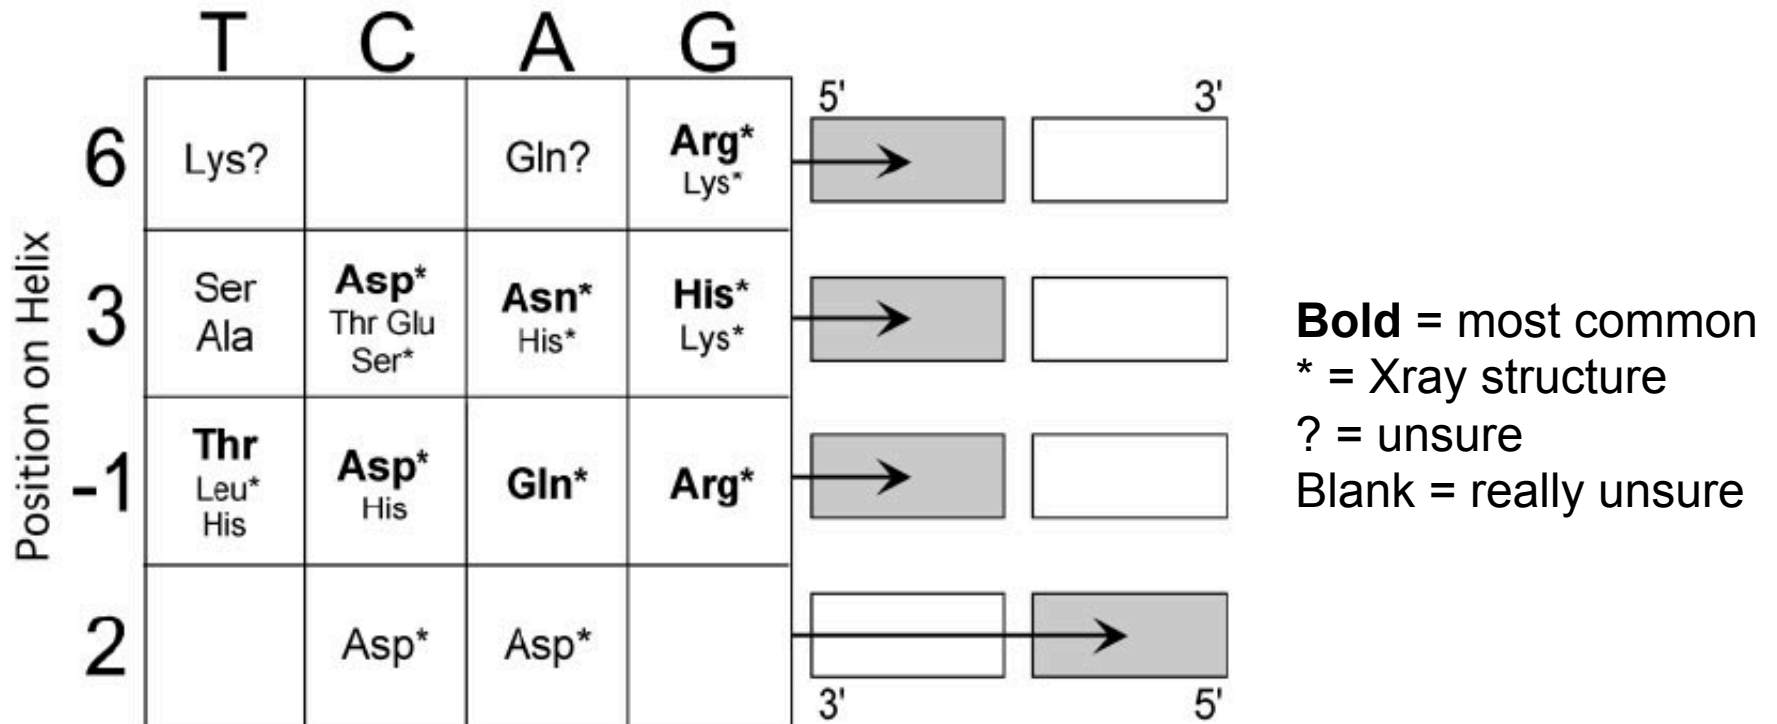 T C A G
5' 3'
6 Lys? Gln? Arg*
Lys*
3 Ser Asp* Asn* His*
Ala Thr Glu His* Lys*
Ser*
-1 Thr Asp* Gln* Arg*
Leu* His
His
2 Asp* Asp*
3' 5'
Position on Helix
Bold = most common
* = Xray structure
? = unsure
Blank = really unsure